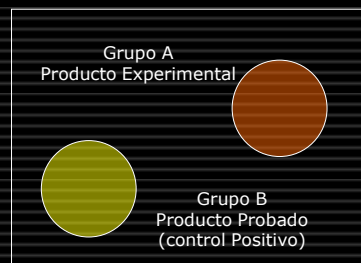 Grupo A
Producto Experimental
Grupo B
Producto Probado
(control Positivo)